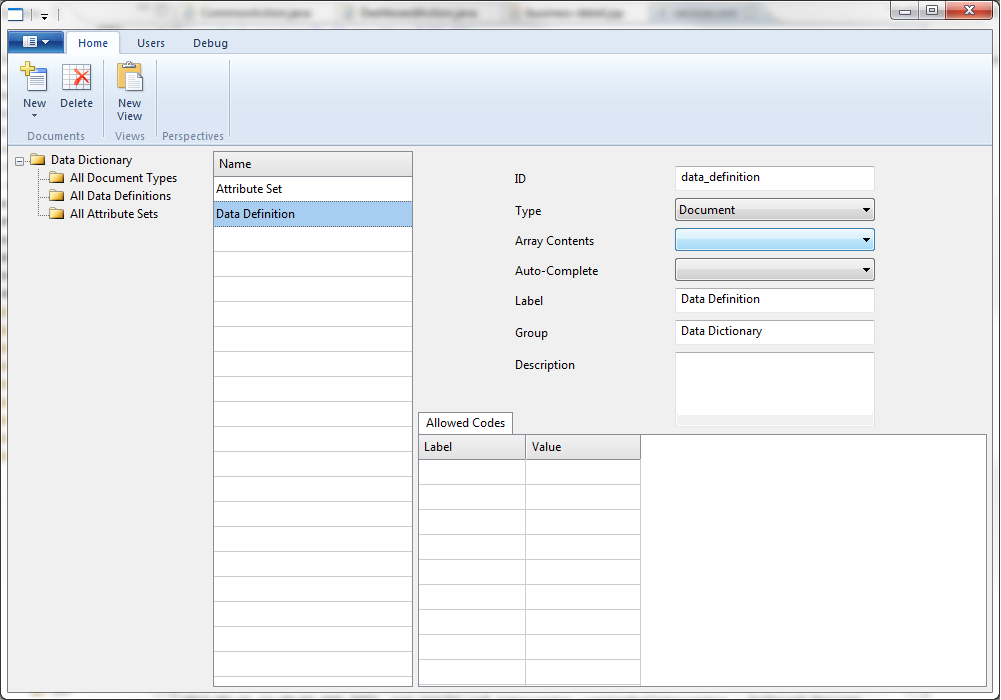 Home Users Debug
New Delete New View
Documents Views Perspectives
Data Dictionary
All Document Types
All Data Definitions
All Attribute Sets
Name
Attribute Set
Data Definition
ID data_definition
Type Document
Array Contents
Auto-Complete
Label Data Definition
Group Data Dictionary
Description
Allowed Codes
Label Value